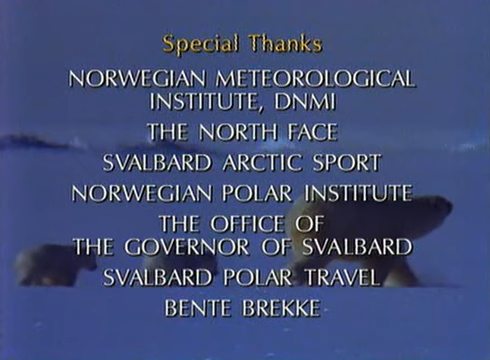 Special Thanks
NORWEGIAN METEOROLOGICAL
INSTITUTE, DNMI
THE NORTH FACE
SVALBARD ARCTIC SPORT
NORWEGIAN POLAR INSTITUTE
THE OFFICE OF
THE GOVERNOR OF SVALBARD
SVALBARD POLAR TRAVEL
BENTE BREKKE